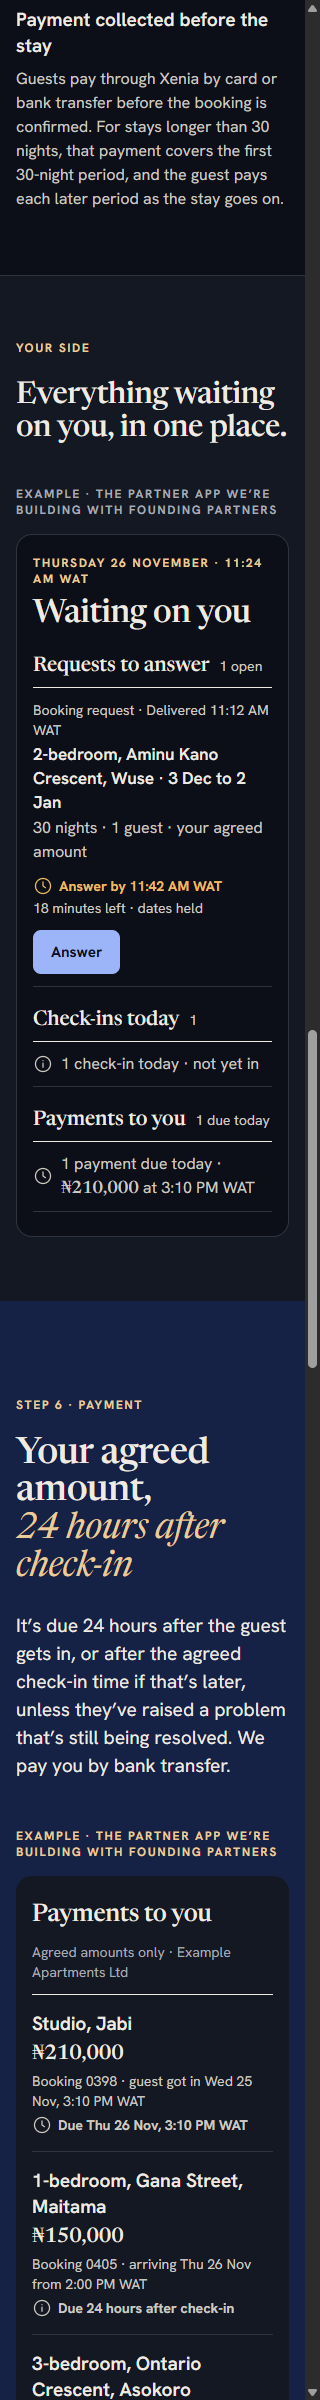 Payment collected before the
stay
Guests pay through Xenia by card or
bank transfer before the booking is
confirmed. For stays longer than 30
nights, that payment covers the first
30-night period, and the guest pays
each later period as the stay goes on.
YOUR SIDE
Everything waiting
on you, in one place.
EXAMPLE · THE PARTNER APP WE’RE
BUILDING WITH FOUNDING PARTNERS
THURSDAY 26 NOVEMBER · 11:24
AM WAT
Waiting on you
Requests to answer 1 open
Booking request · Delivered 11:12 AM
WAT
2-bedroom, Aminu Kano
Crescent, Wuse · 3 Dec to 2
Jan
30 nights · 1 guest · your agreed
amount
Answer by 11:42 AM WAT
18 minutes left · dates held
Answer
Check-ins today 1
1 check-in today · not yet in
Payments to you 1 due today
1 payment due today ·
₦210,000 at 3:10 PM WAT
STEP 6 · PAYMENT
Your agreed
amount,
24 hours after
check-in
It’s due 24 hours after the guest
gets in, or after the agreed
check-in time if that’s later,
unless they’ve raised a problem
that’s still being resolved. We
pay you by bank transfer.
EXAMPLE · THE PARTNER APP WE’RE
BUILDING WITH FOUNDING PARTNERS
Payments to you
Agreed amounts only · Example
Apartments Ltd
Studio, Jabi
₦210,000
Booking 0398 · guest got in Wed 25
Nov, 3:10 PM WAT
Due Thu 26 Nov, 3:10 PM WAT
1-bedroom, Gana Street,
Maitama
₦150,000
Booking 0405 · arriving Thu 26 Nov
from 2:00 PM WAT
Due 24 hours after check-in
3-bedroom, Ontario
Crescent, Asokoro